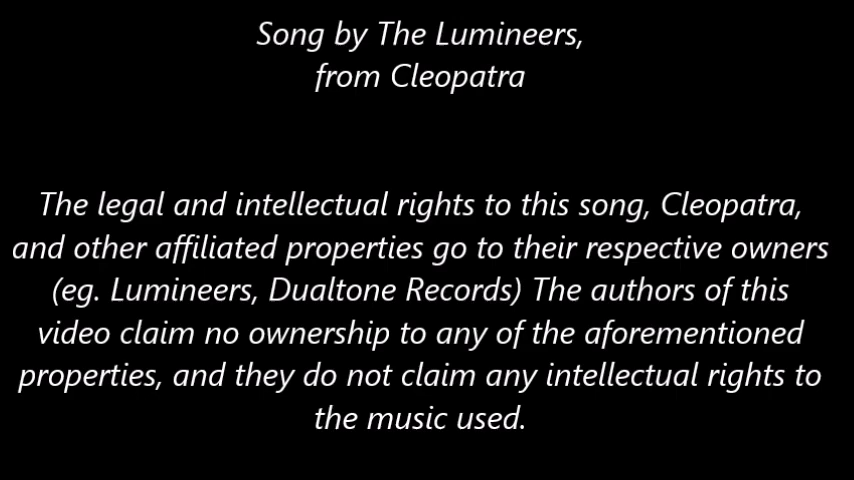 Song by The Lumineers,
from Cleopatra
The legal and intellectual rights to this song, Cleopatra,
and other affiliated properties go to their respective owners
(eg. Lumineers, Dualtone Records) The authors of this
video claim no ownership to any of the aforementioned
properties, and they do not claim any intellectual rights to
the music used.